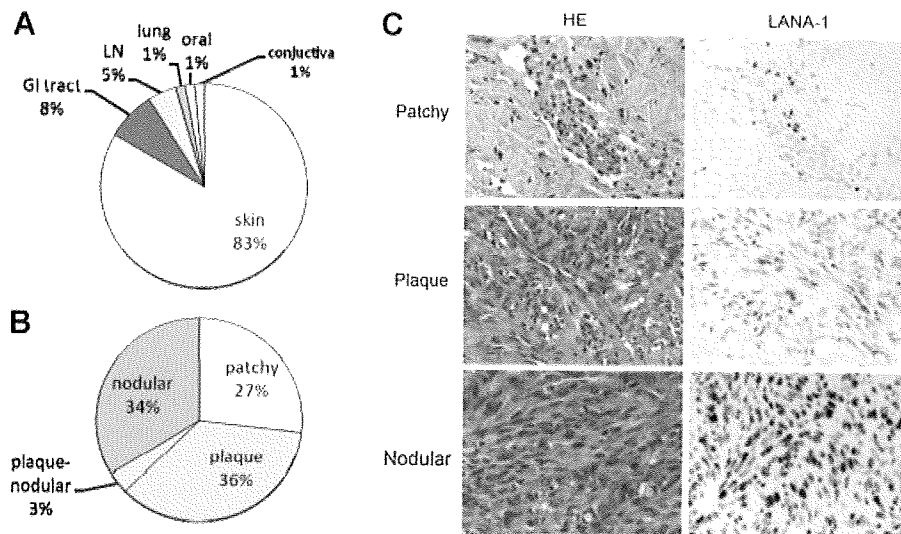 A
GI tract
8%
LN
5%
lung
1%
oral
1%
conjuctiva
1%
skin
83%
B
nodular
34%
patchy
27%
plaque
36%
plaque-
nodular
3%
C
HE
LANA-1
Patchy
Plaque
Nodular